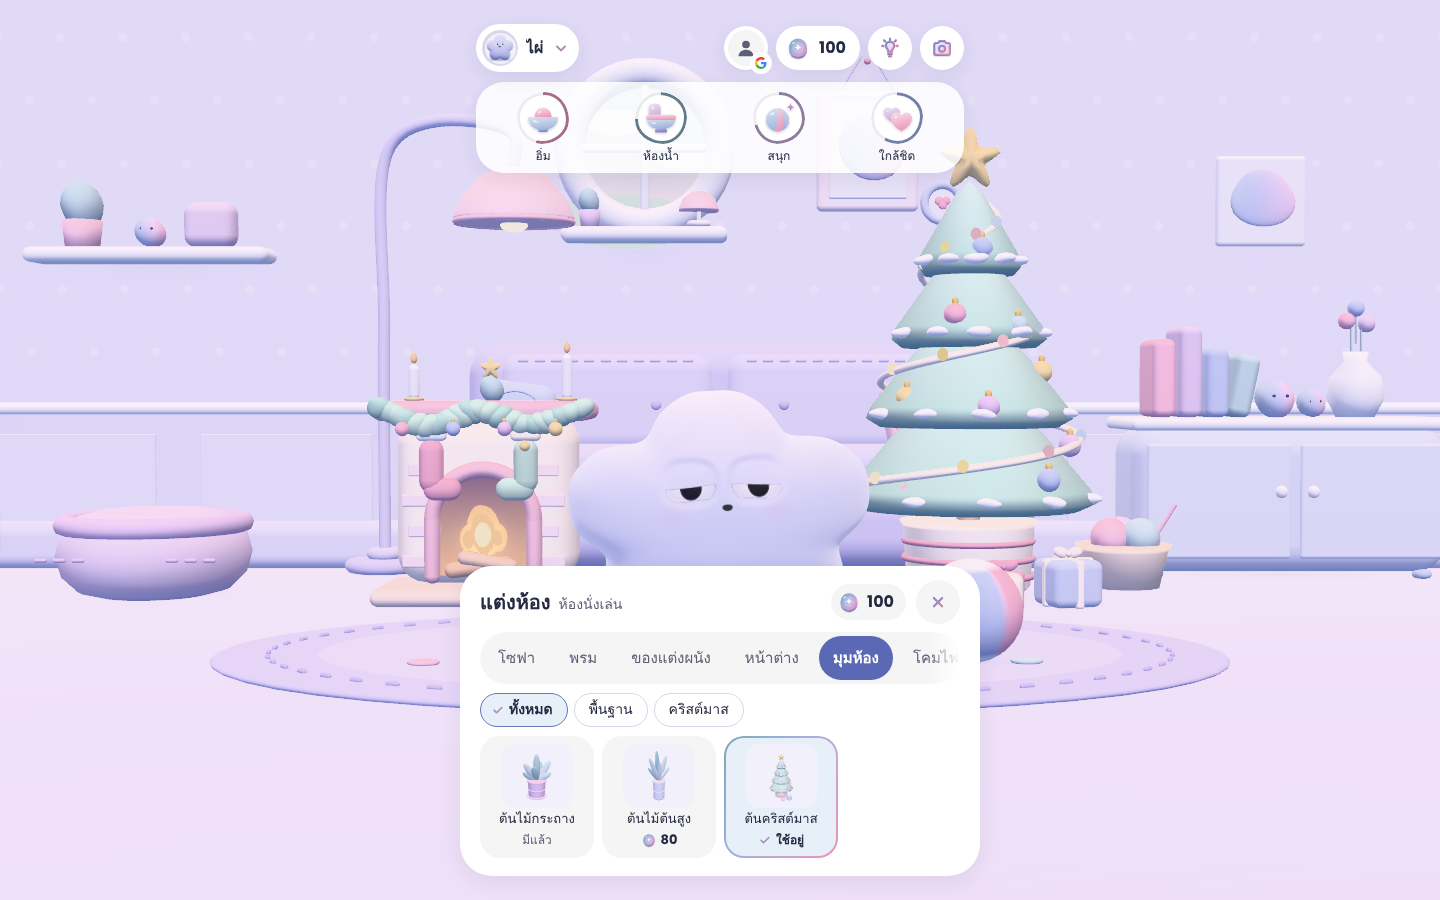 ไผ่
100
อิ่ม
ห้องน้ำ
สนุก
ใกล้ชิด
แต่งห้อง ห้องนั่งเล่น
100
โซฟา พรม ของแต่งผนัง หน้าต่าง มุมห้อง โคมไฟ
ทั้งหมด พื้นฐาน คริสต์มาส
ต้นไม้กระถาง ต้นไม้ต้นสูง ต้นคริสต์มาส
มีแล้ว 80 ใช้อยู่